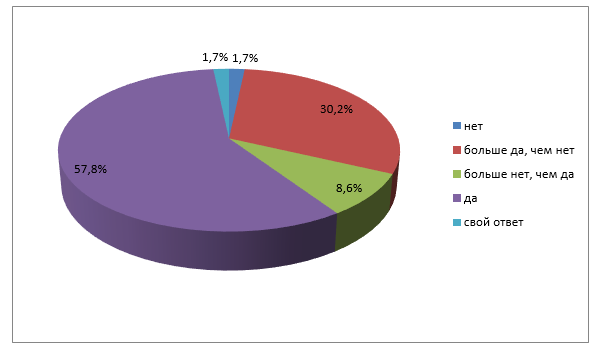 1,7% 1,7%
30,2%
8,6%
57,8%
нет
больше да, чем нет
больше нет, чем да
да
свой ответ